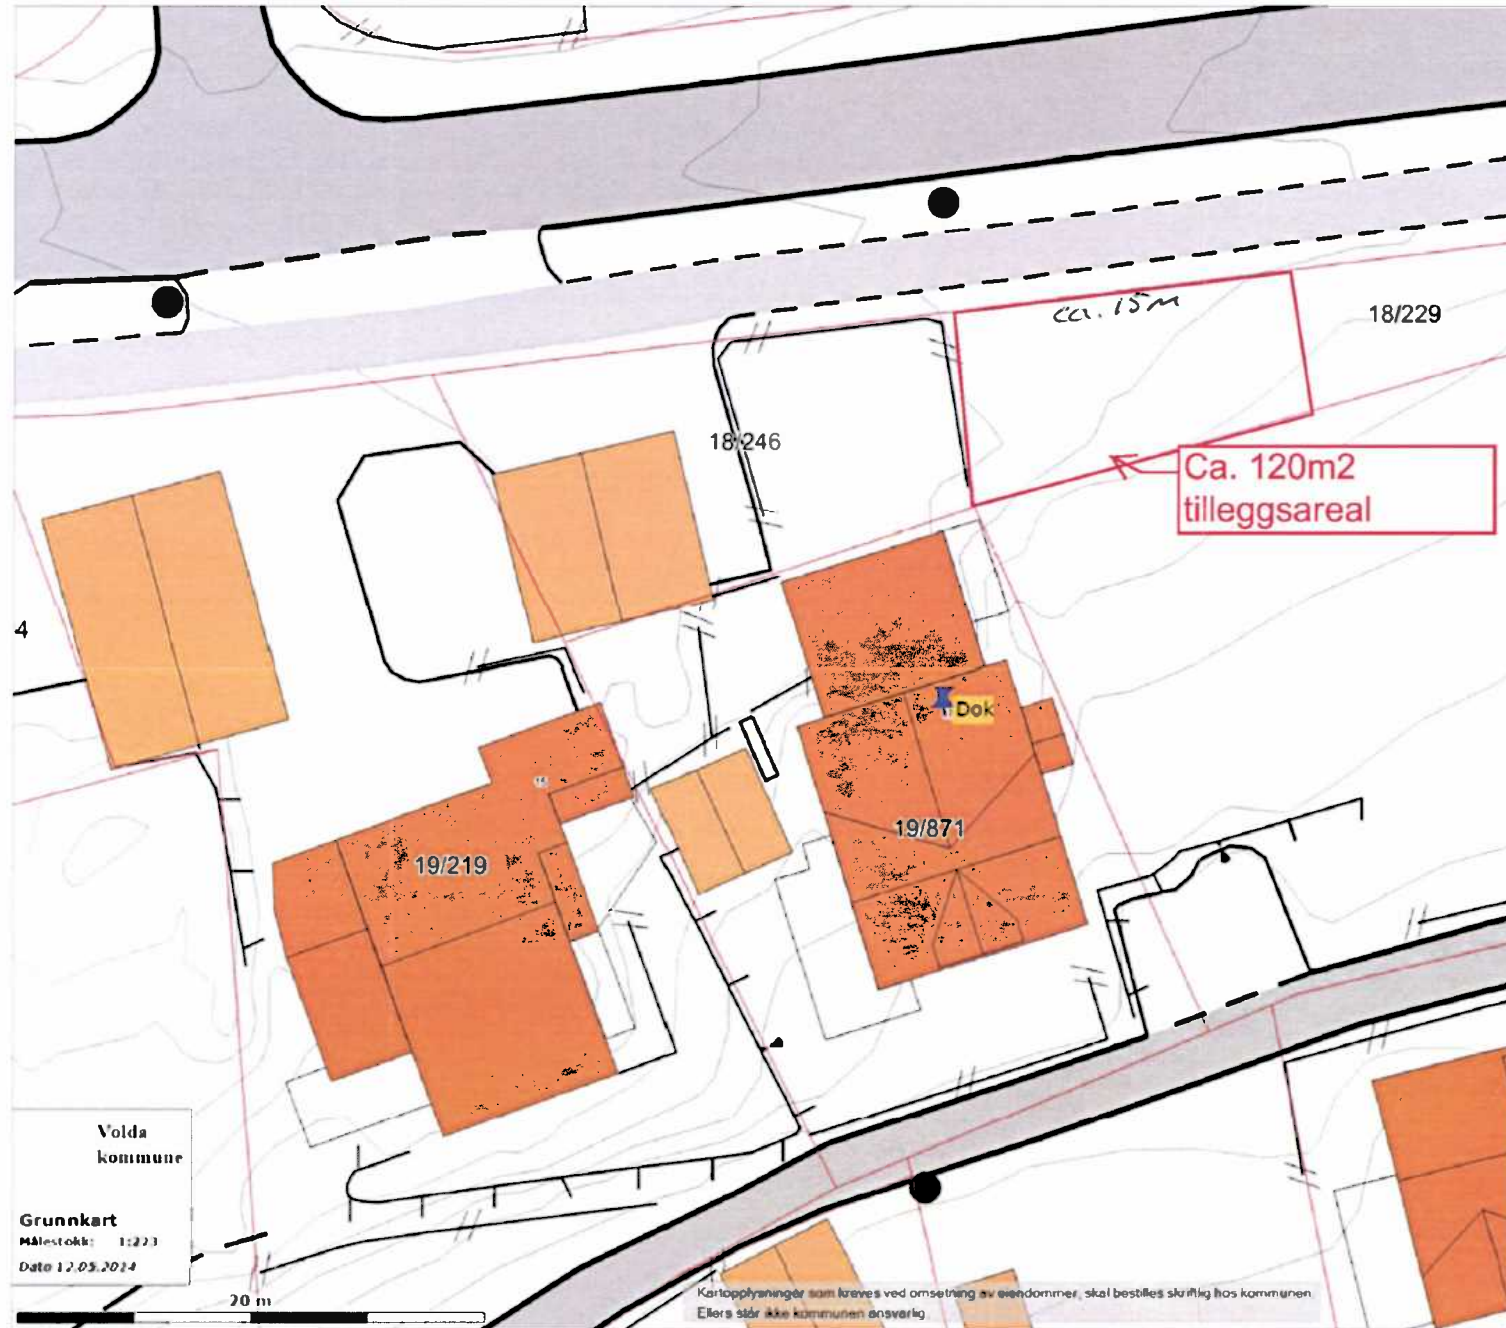 ca. 15m
18/229
18/246
Ca. 120m2
tilleggsareal
4
Dok
19/871
19/219
Volda
kommune
Grunnkart
Målestokk: 1:223
Dato 12.05.2024
20 m
Kartopplysninger som kreves ved omsetning av eiendommer, skal bestilles skriftlig hos kommunen.
Ellers står ikke kommunen ansvarlig.